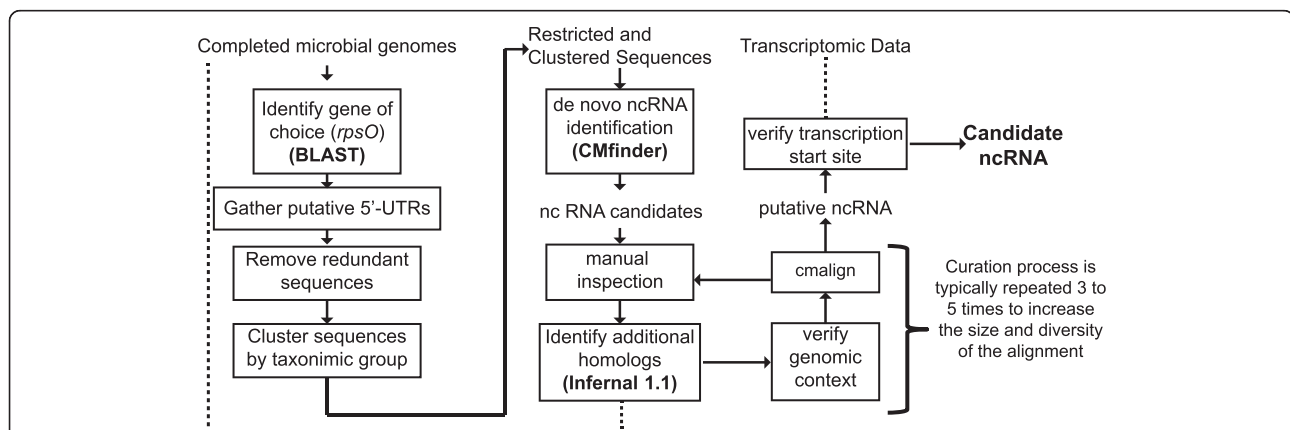 Completed microbial genomes
Identify gene of
choice (rpsO)
(BLAST)
Gather putative 5'-UTRs
Remove redundant
sequences
Cluster sequences
by taxonimic group
Restricted and
Clustered Sequences
de novo ncRNA
identification
(CMfinder)
nc RNA candidates
manual
inspection
Identify additional
homologs
(Infernal 1.1)
Transcriptomic Data
verify transcription
start site
Candidate
ncRNA
putative ncRNA
cmalign
verify
genomic
context
Curation process is
typically repeated 3 to
5 times to increase
the size and diversity
of the alignment